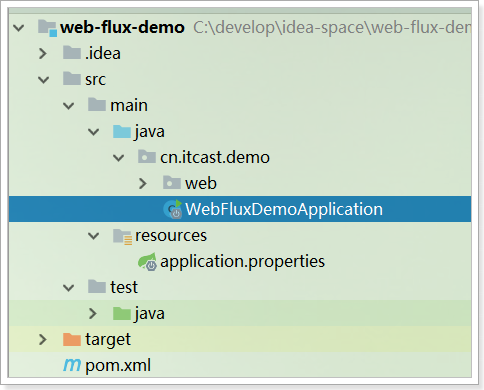 web-flux-demo C:\develop\idea-space\web-flux-dem
.idea
src
main
java
cn.itcast.demo
web
WebFluxDemoApplication
resources
application.properties
test
java
target
pom.xml